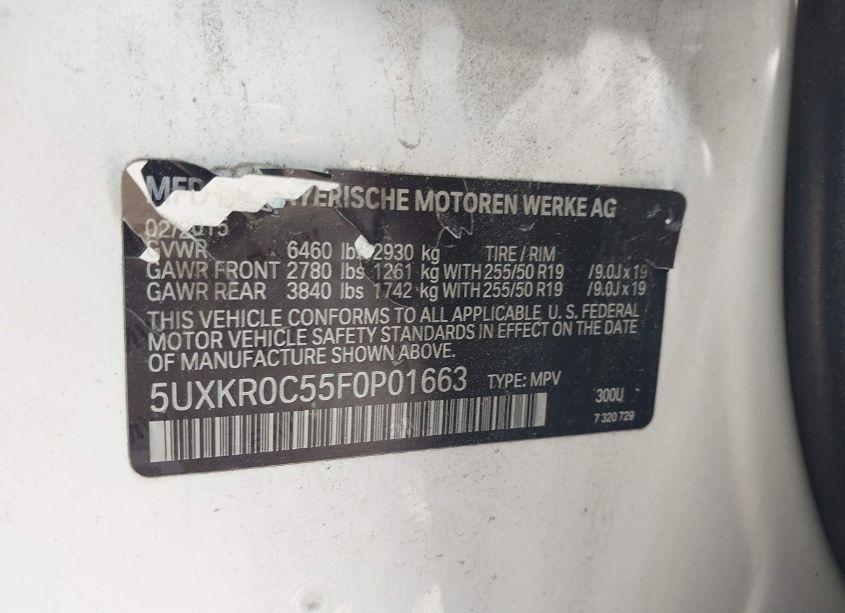 MFD BAYERISCHE MOTOREN WERKE AG
02/2015
GVWR 6460 lbs 2930 kg TIRE / RIM
GAWR FRONT 2780 lbs 1261 kg WITH 255/50 R19 / 9.0J x 19
GAWR REAR 3840 lbs 1742 kg WITH 255/50 R19 / 9.0J x 19
THIS VEHICLE CONFORMS TO ALL APPLICABLE U. S. FEDERAL
MOTOR VEHICLE SAFETY STANDARDS IN EFFECT ON THE DATE
OF MANUFACTURE SHOWN ABOVE.
5UXKR0C55F0P01663 TYPE: MPV 300U
7 320 729